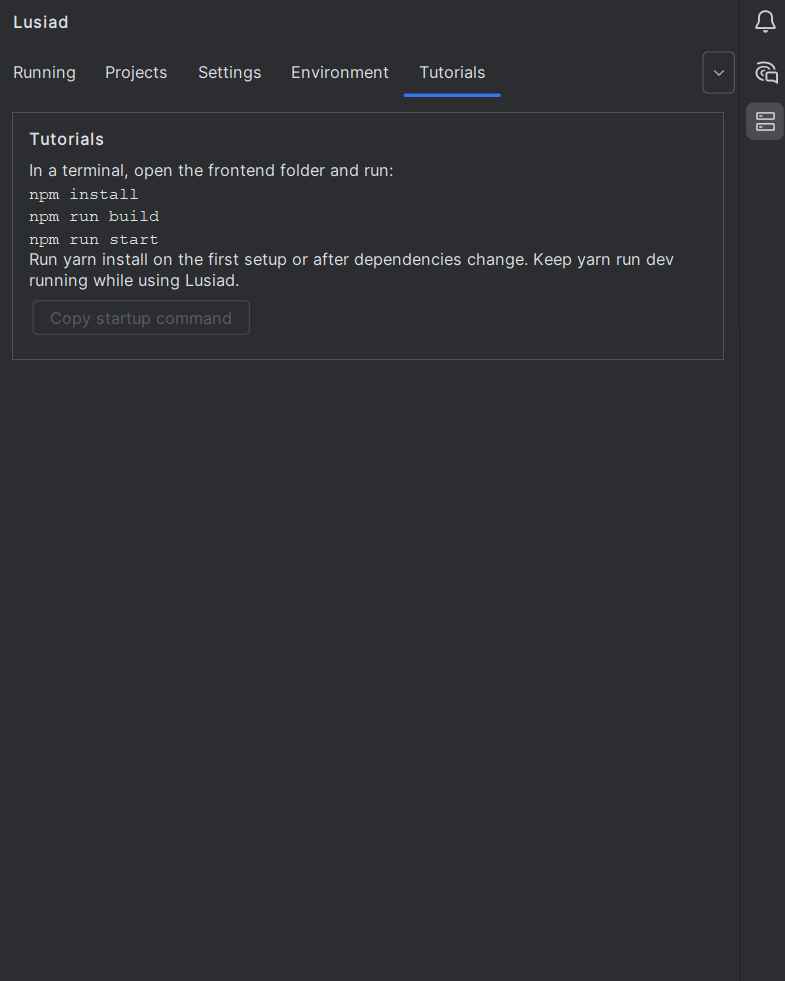 Lusiad
Running Projects Settings Environment Tutorials
Tutorials
In a terminal, open the frontend folder and run:
npm install
npm run build
npm run start
Run yarn install on the first setup or after dependencies change. Keep yarn run dev
running while using Lusiad.
Copy startup command